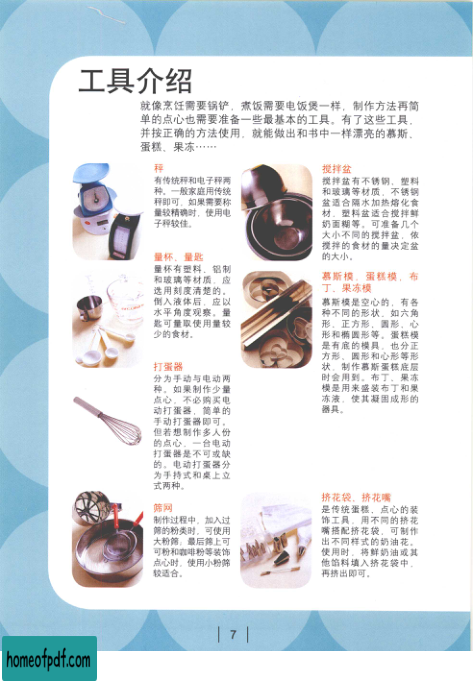 工具介绍
就像烹饪需要锅铲，煮饭需要电饭煲一样，制作方法再简
单的点心也需要准备一些最基本的工具。有了这些工具，
并按正确的方法使用，就能做出和书中一样漂亮的慕斯、
蛋糕、果冻……
秤
有传统秤和电子秤两
种。一般家庭用传统
秤即可，如果需要称
量较精确时，使用电
子秤较佳。
量杯、量匙
量杯有塑料、铝制
和玻璃等材质，应
选用刻度清楚的。
倒入液体后，应以
水平角度观察。量
匙可量取使用量较
少的食材。
打蛋器
分为手动与电动两
种。如果制作少量
点心，不必购买电
动打蛋器，简单的
手动打蛋器即可。
但若想制作多人份
的点心，一台电动
打蛋器是不可或缺
的。电动打蛋器分
为手持式和桌上立
式两种。
筛网
制作过程中，加入过
筛的粉类时，可使用
大粉筛，最后筛上可
可粉和咖啡粉等装饰
点心时，使用小粉筛
较适合。
搅拌盆
搅拌盆有不锈钢、塑料
和玻璃等材质，不锈钢
盆适合隔水加热熔化食
材，塑料盆适合搅拌鲜
奶面糊等。可准备几个
大小不同的搅拌盆，依
搅拌的食材的量决定盆
的大小。
慕斯模、蛋糕模、布
丁、果冻模
慕斯模是空心的，有各
种不同的形状，如六角
形、正方形、圆形、心
形和椭圆形等。蛋糕模
是有底的模具，也分正
方形、圆形和心形等形
状，制作慕斯蛋糕底层
时会用到。布丁、果冻
模是用来盛装布丁和果
冻液，使其凝固成形的
器具。
挤花袋、挤花嘴
是传统蛋糕、点心的装
饰工具，用不同的挤花
嘴搭配挤花袋，可制作
出不同样式的奶油花。
使用时，将鲜奶油或其
他馅料填入挤花袋中，
再挤出即可。
7
homeofpdf.com